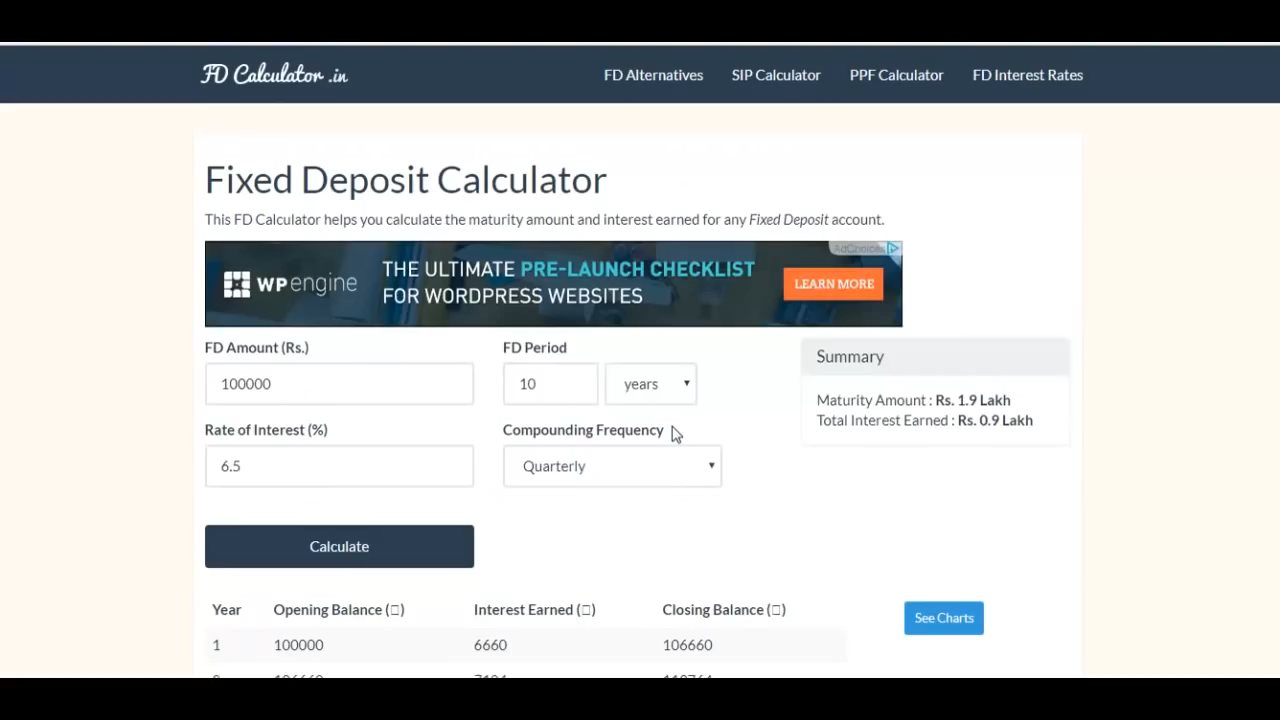 FD Calculator .in
FD Alternatives SIP Calculator PPF Calculator FD Interest Rates
Fixed Deposit Calculator
This FD Calculator helps you calculate the maturity amount and interest earned for any Fixed Deposit account.
AdChoices
WP engine
THE ULTIMATE PRE-LAUNCH CHECKLIST
FOR WORDPRESS WEBSITES
LEARN MORE
FD Amount (Rs.) FD Period
100000 10 years
Rate of Interest (%) Compounding Frequency
6.5 Quarterly
Summary
Maturity Amount : Rs. 1.9 Lakh
Total Interest Earned : Rs. 0.9 Lakh
Calculate
Year Opening Balance (▯) Interest Earned (▯) Closing Balance (▯)
See Charts
1 100000 6660 106660